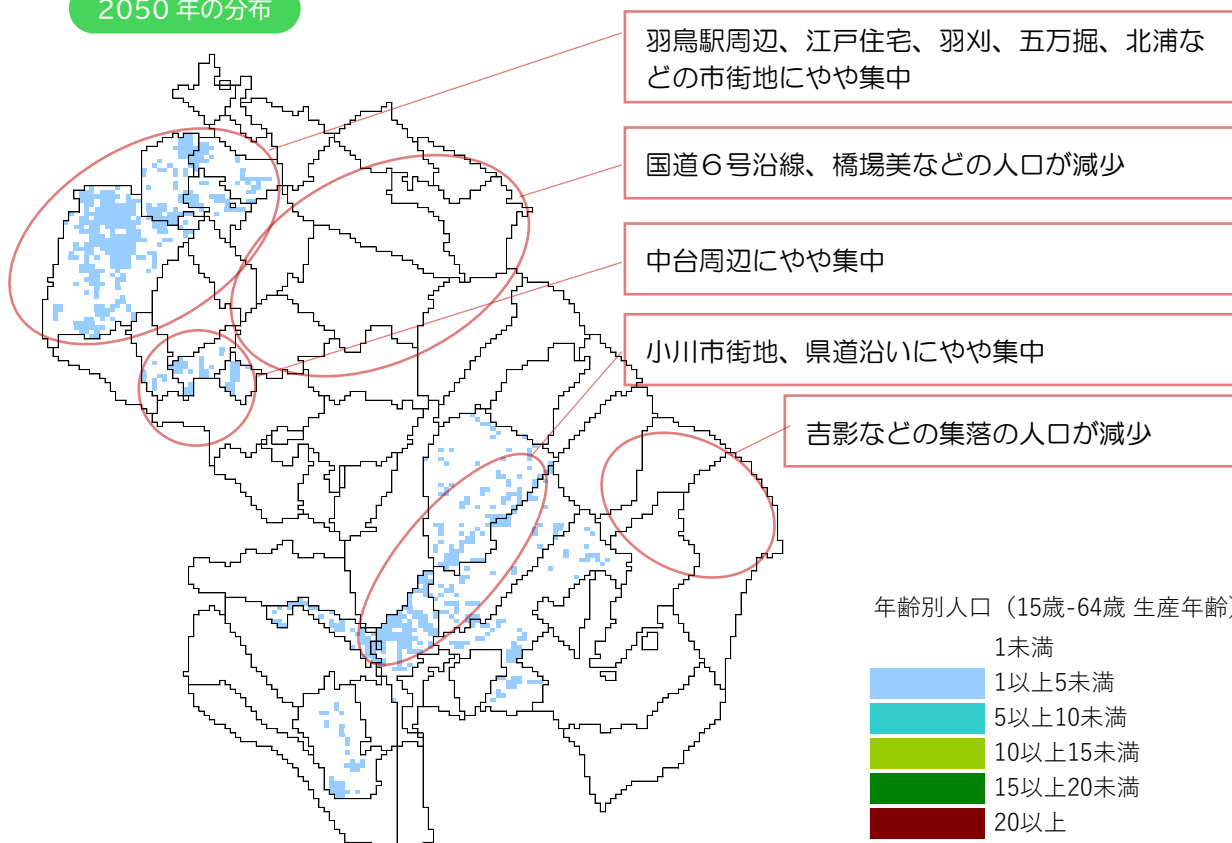 2050 年の分布
羽鳥駅周辺、江戸住宅、羽刈、五万堀、北浦な
どの市街地にやや集中
国道６号沿線、橋場美などの人口が減少
中台周辺にやや集中
小川市街地、県道沿いにやや集中
吉影などの集落の人口が減少
年齢別人口（15歳-64歳 生産年齢）
1未満
1以上5未満
5以上10未満
10以上15未満
15以上20未満
20以上